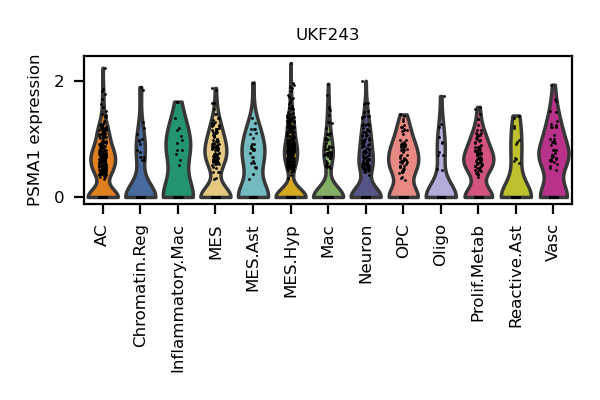 UKF243
PSMA1 expression
2
0
AC
Chromatin.Reg
Inflammatory.Mac
MES
MES.Ast
MES.Hyp
Mac
Neuron
OPC
Oligo
Prolif.Metab
Reactive.Ast
Vasc